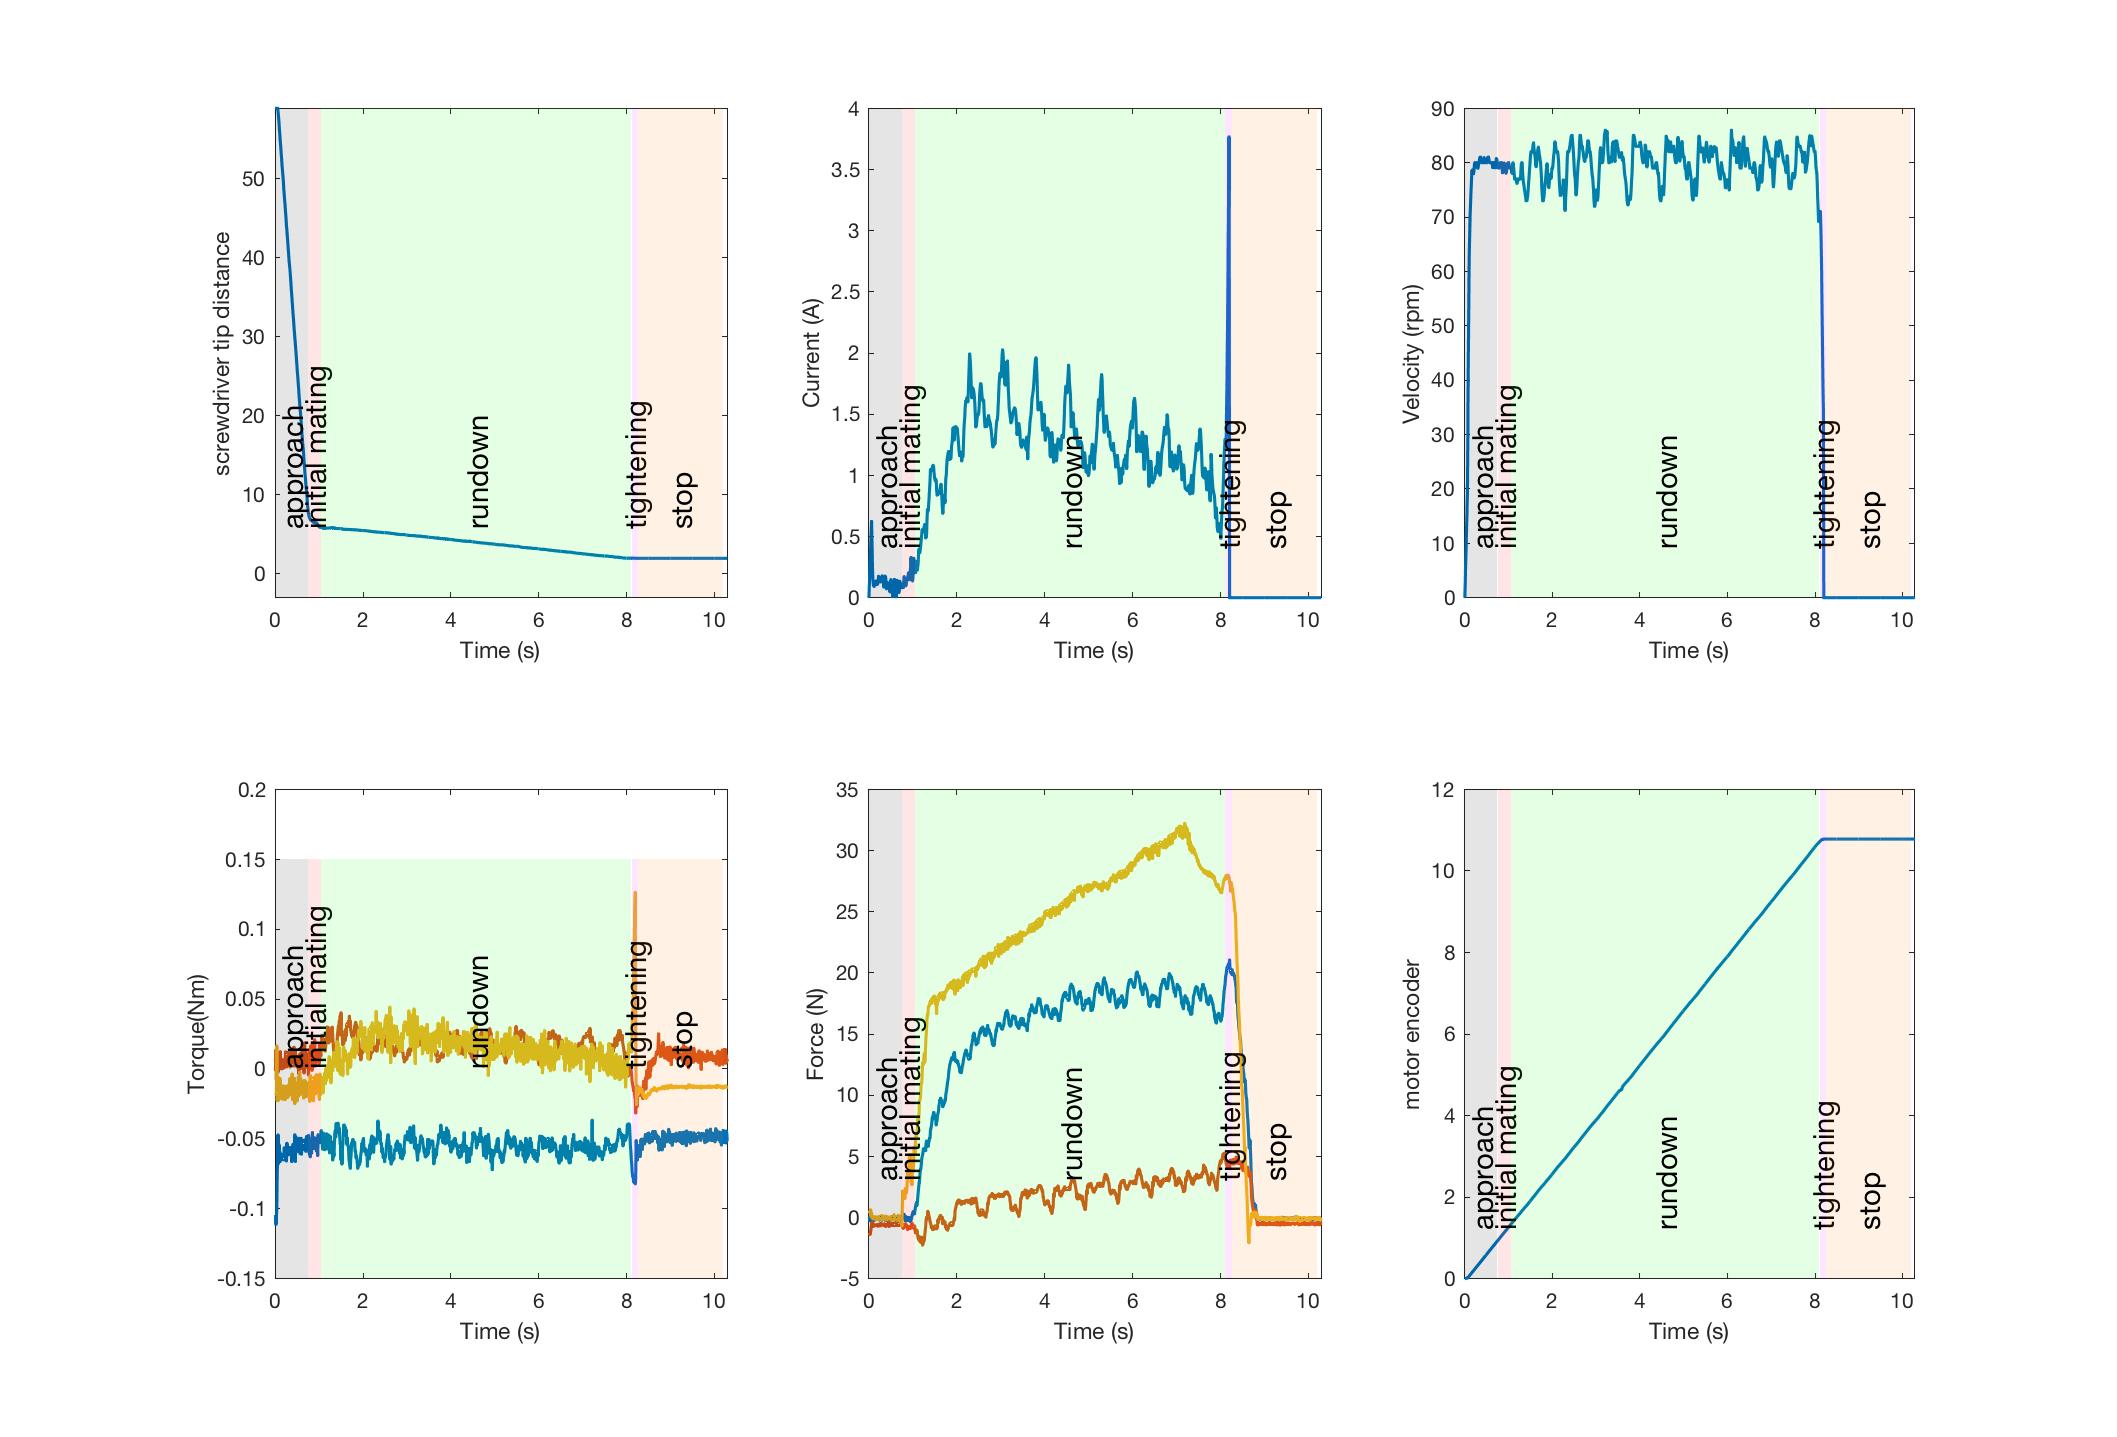 50
40
30
20
10
0
screwdriver tip distance
approach
initial mating
rundown
tightening
stop
0 2 4 6 8 10
Time (s)
4
3.5
3
2.5
2
1.5
1
0.5
0
Current (A)
approach
initial mating
rundown
tightening
stop
0 2 4 6 8 10
Time (s)
90
80
70
60
50
40
30
20
10
0
Velocity (rpm)
approach
initial mating
rundown
tightening
stop
0 2 4 6 8 10
Time (s)
0.2
0.15
0.1
0.05
0
-0.05
-0.1
-0.15
Torque(Nm)
approach
initial mating
rundown
tightening
stop
0 2 4 6 8 10
Time (s)
35
30
25
20
15
10
5
0
-5
Force (N)
approach
initial mating
rundown
tightening
stop
0 2 4 6 8 10
Time (s)
12
10
8
6
4
2
0
motor encoder
approach
initial mating
rundown
tightening
stop
0 2 4 6 8 10
Time (s)